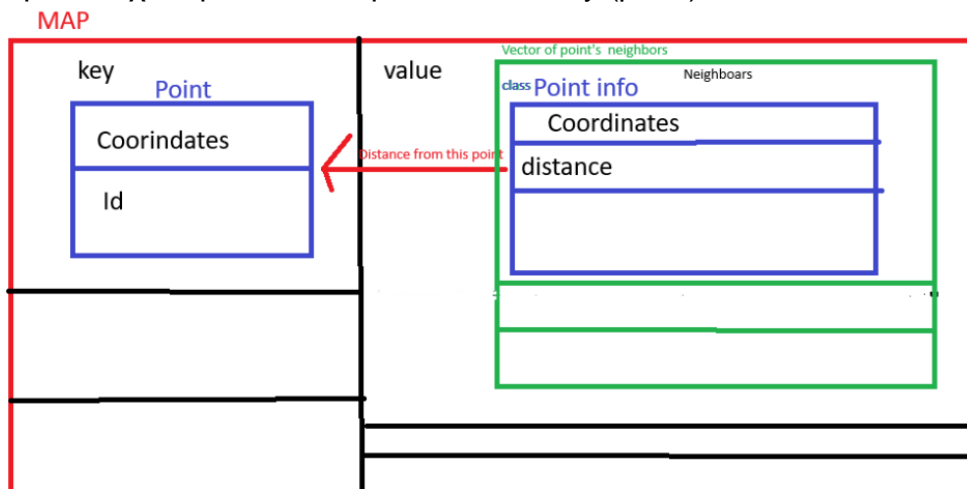 MAP
key
Point
Coorindates
Id
value
Distance from this point
Vector of point's neighbors
Neighboars
class Point info
Coordinates
distance